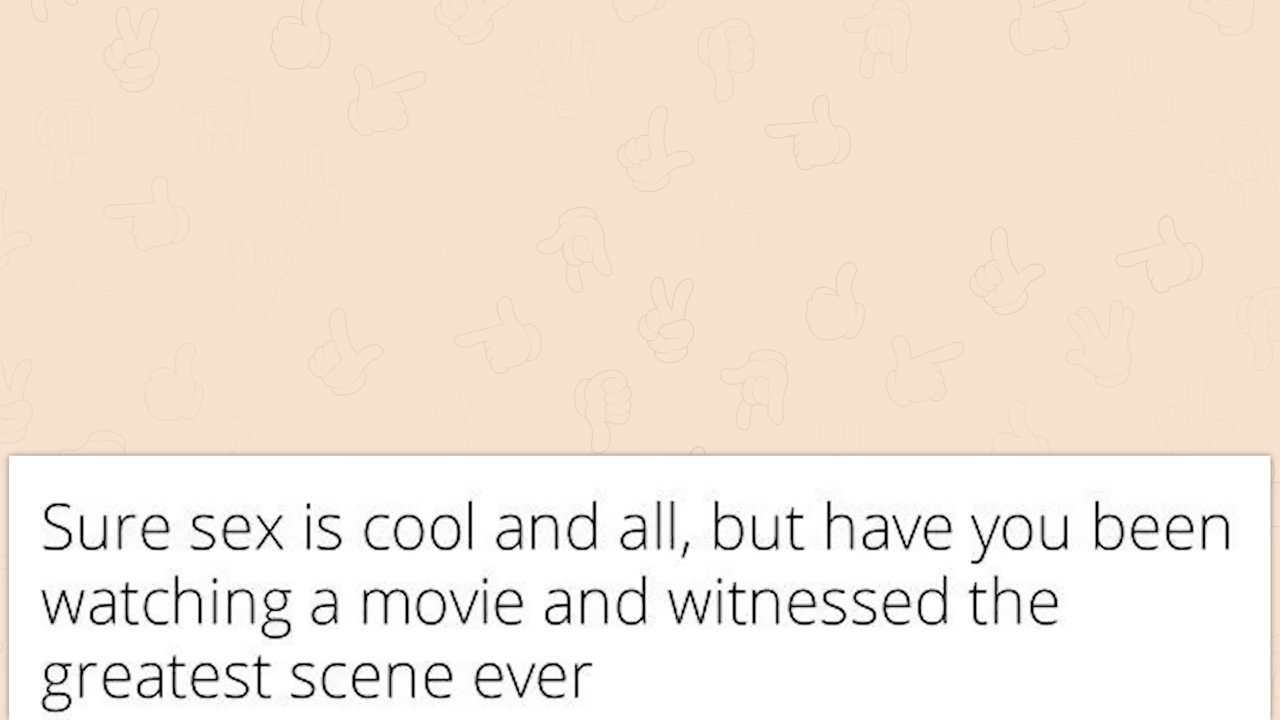 Sure sex is cool and all, but have you been
watching a movie and witnessed the
greatest scene ever